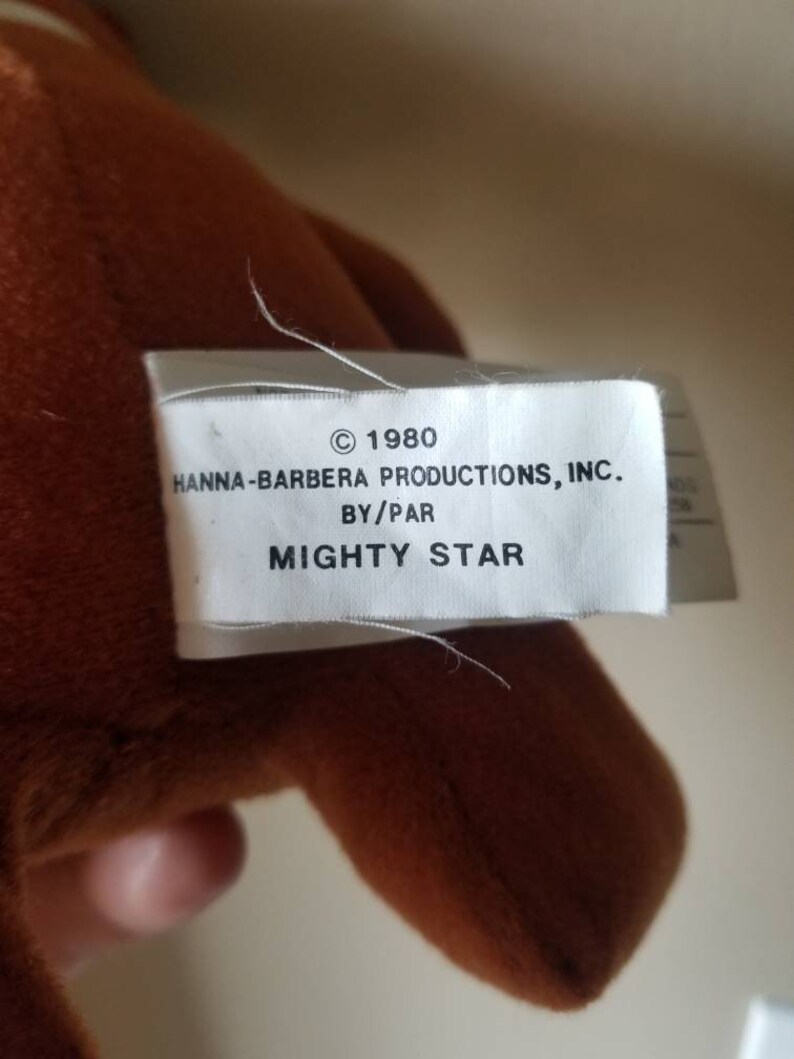 © 1980
HANNA-BARBERA PRODUCTIONS, INC.
BY/PAR
MIGHTY STAR